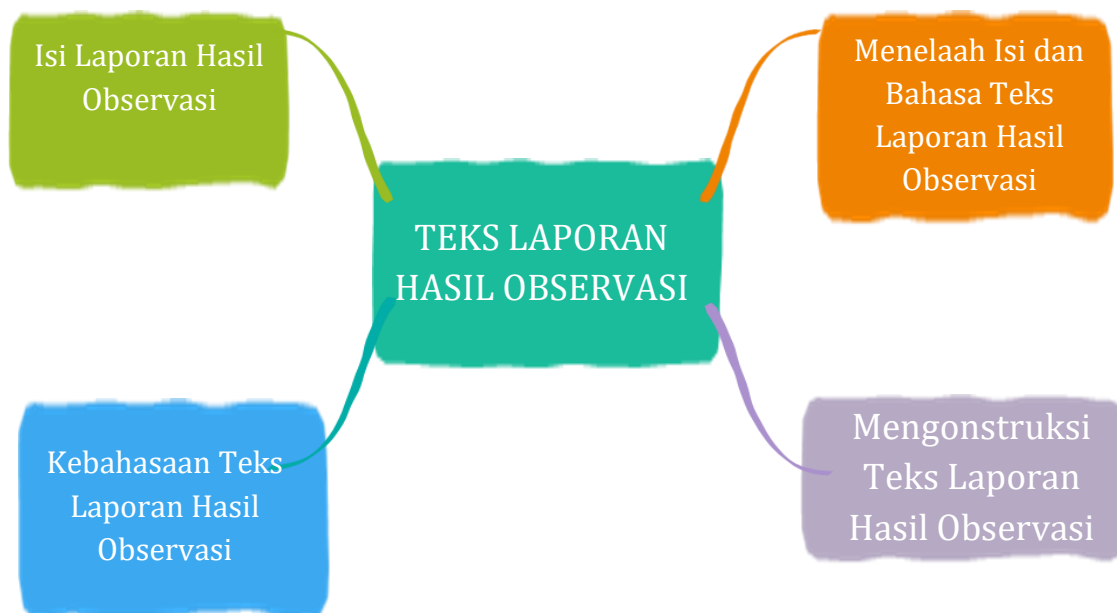 Isi Laporan Hasil
Observasi
Menelaah Isi dan
Bahasa Teks
Laporan Hasil
Observasi
TEKS LAPORAN
HASIL OBSERVASI
Kebahasaan Teks
Laporan Hasil
Observasi
Mengonstruksi
Teks Laporan
Hasil Observasi